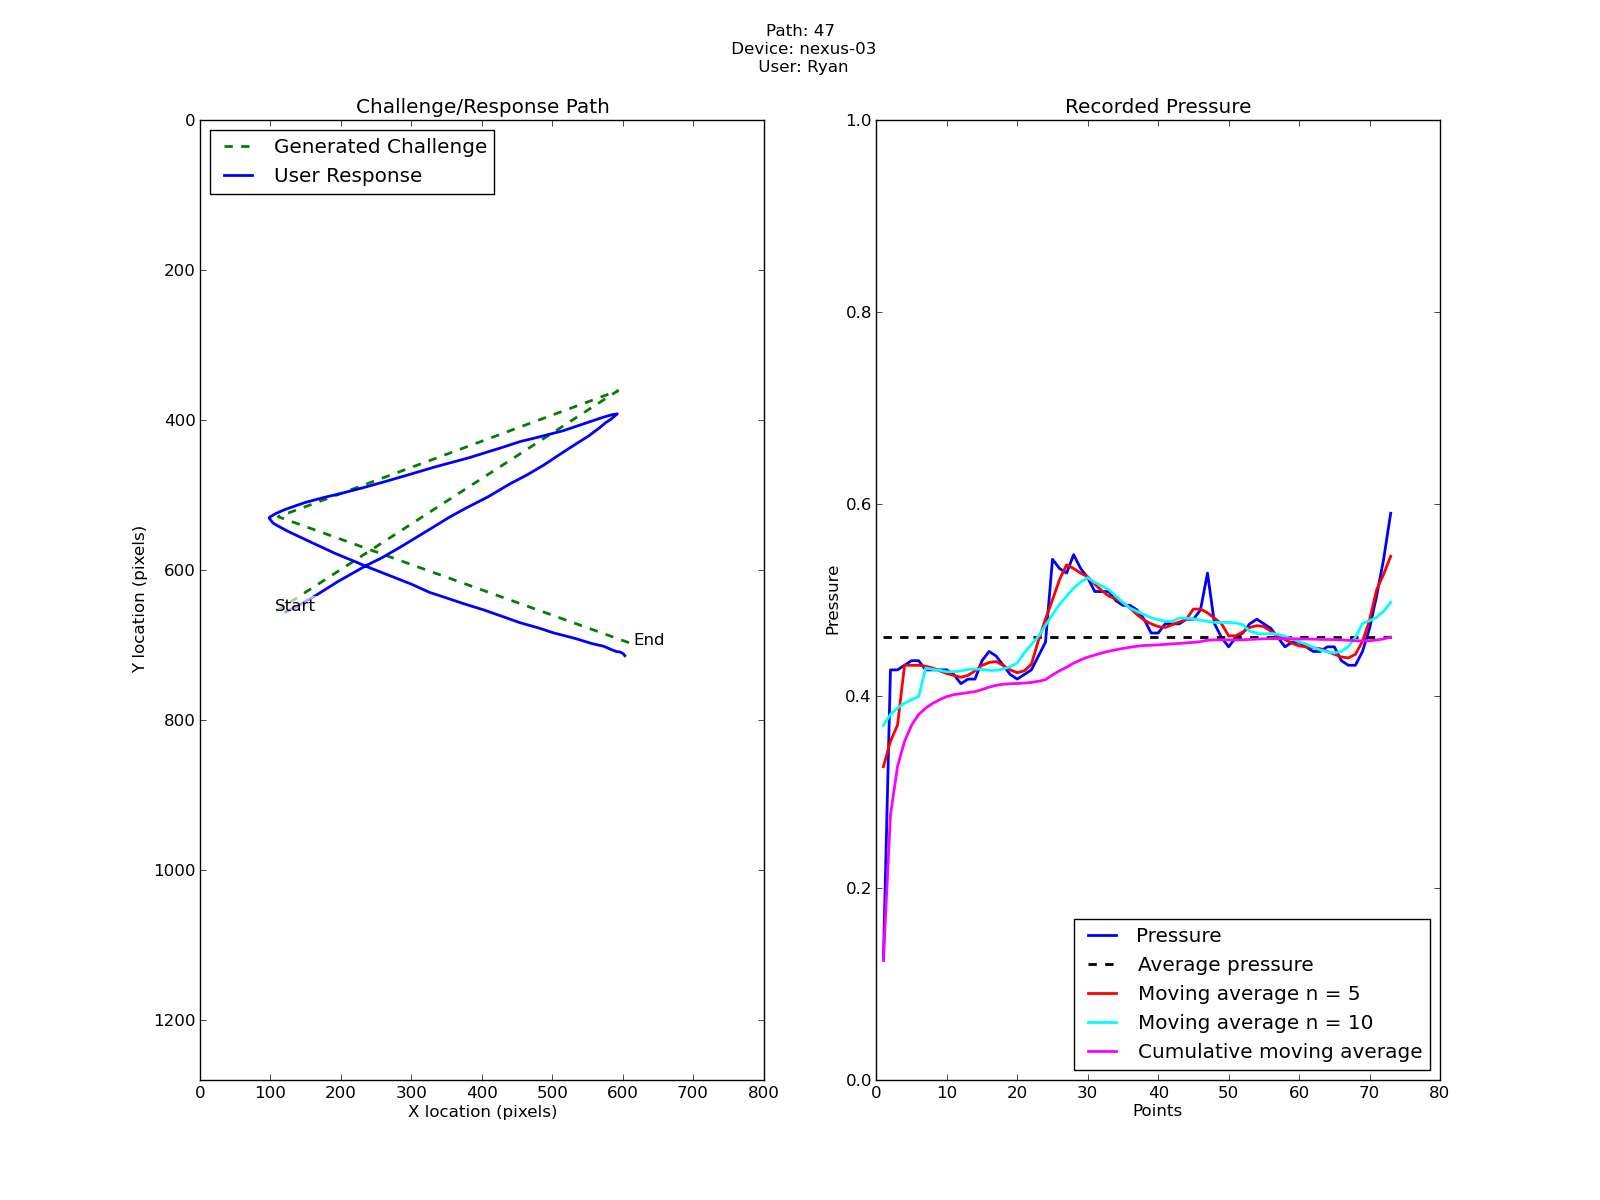 Path: 47
Device: nexus-03
User: Ryan
Challenge/Response Path
Generated Challenge
User Response
Start
End
0
200
400
600
800
1000
1200
Y location (pixels)
0 100 200 300 400 500 600 700 800
X location (pixels)
Recorded Pressure
1.0
0.8
0.6
0.4
0.2
0.0
Pressure
Pressure
Average pressure
Moving average n = 5
Moving average n = 10
Cumulative moving average
0 10 20 30 40 50 60 70 80
Points